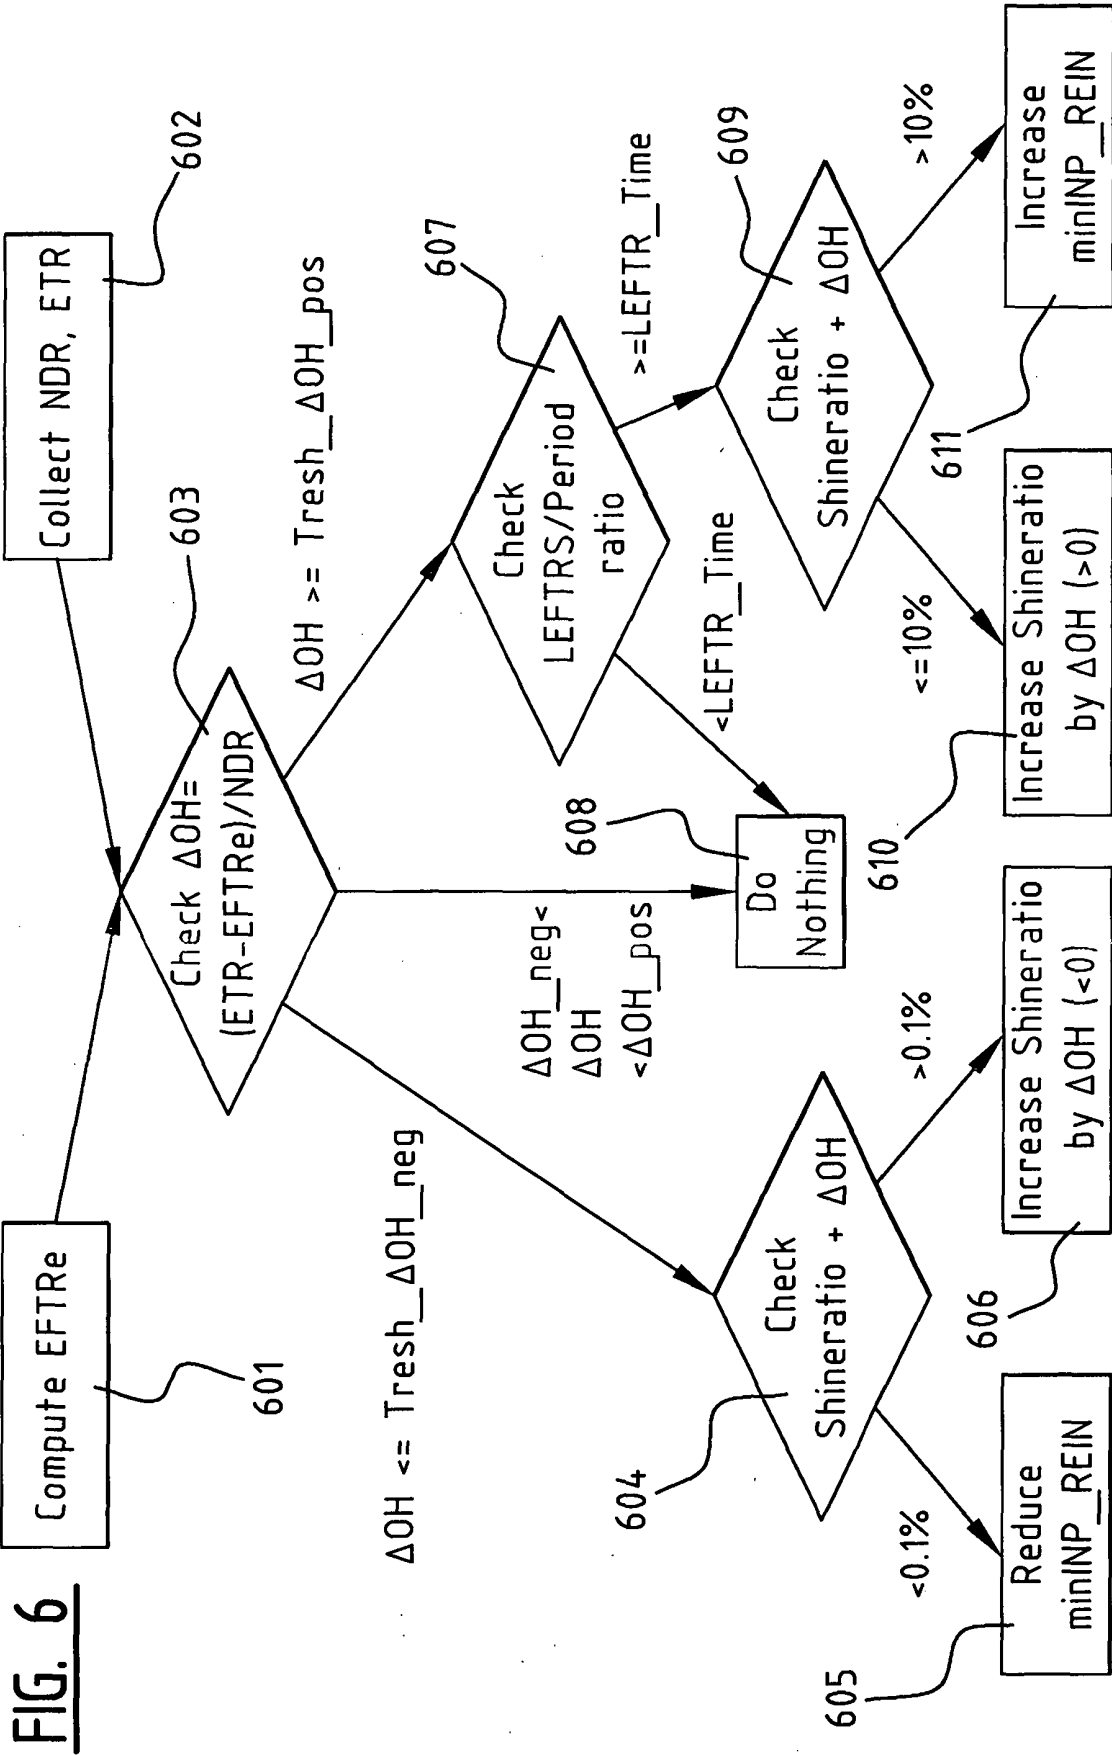 FIG. 6
Compute EFTRe
601
Collect NDR, ETR
602
Check ΔOH=
(ETR-EFTRe)/NDR
603
ΔOH <= Tresh_ΔOH_neg
ΔOH_neg<
ΔOH
<ΔOH_pos
ΔOH >= Tresh_ΔOH_pos
Check
LEFTRS/Period
ratio
607
<LEFTR_Time
>=LEFTR_Time
Do
Nothing
608
Check
Shineratio + ΔOH
604
<0.1%
>0.1%
Check
Shineratio + ΔOH
609
<=10%
>10%
Reduce
minINP_REIN
605
Increase Shineratio
by ΔOH (<0)
606
Increase Shineratio
by ΔOH (>0)
610
Increase
minINP_REIN
611